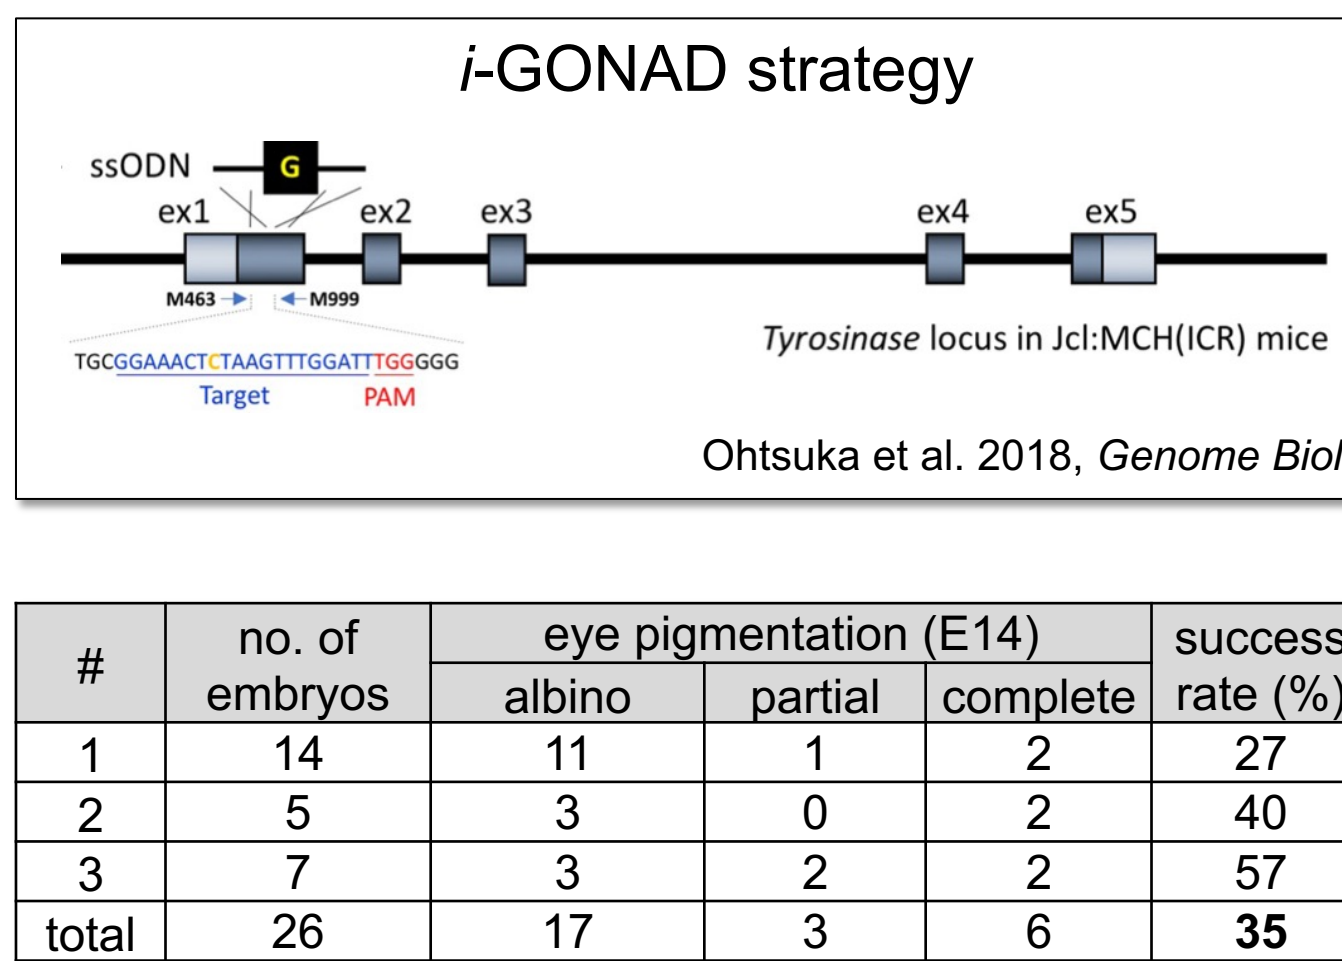 i-GONAD strategy
ssODN
G
ex1 ex2 ex3 ex4 ex5
M463 M999
TGCGGAAACTCTAAGTTTGGATTTGGGGG
Target PAM
Tyrosinase locus in Jcl:MCH(ICR) mice
Ohtsuka et al. 2018, Genome Biol
# no. of embryos eye pigmentation (E14) success rate (%)
albino partial complete
1 14 11 1 2 27
2 5 3 0 2 40
3 7 3 2 2 57
total 26 17 3 6 35